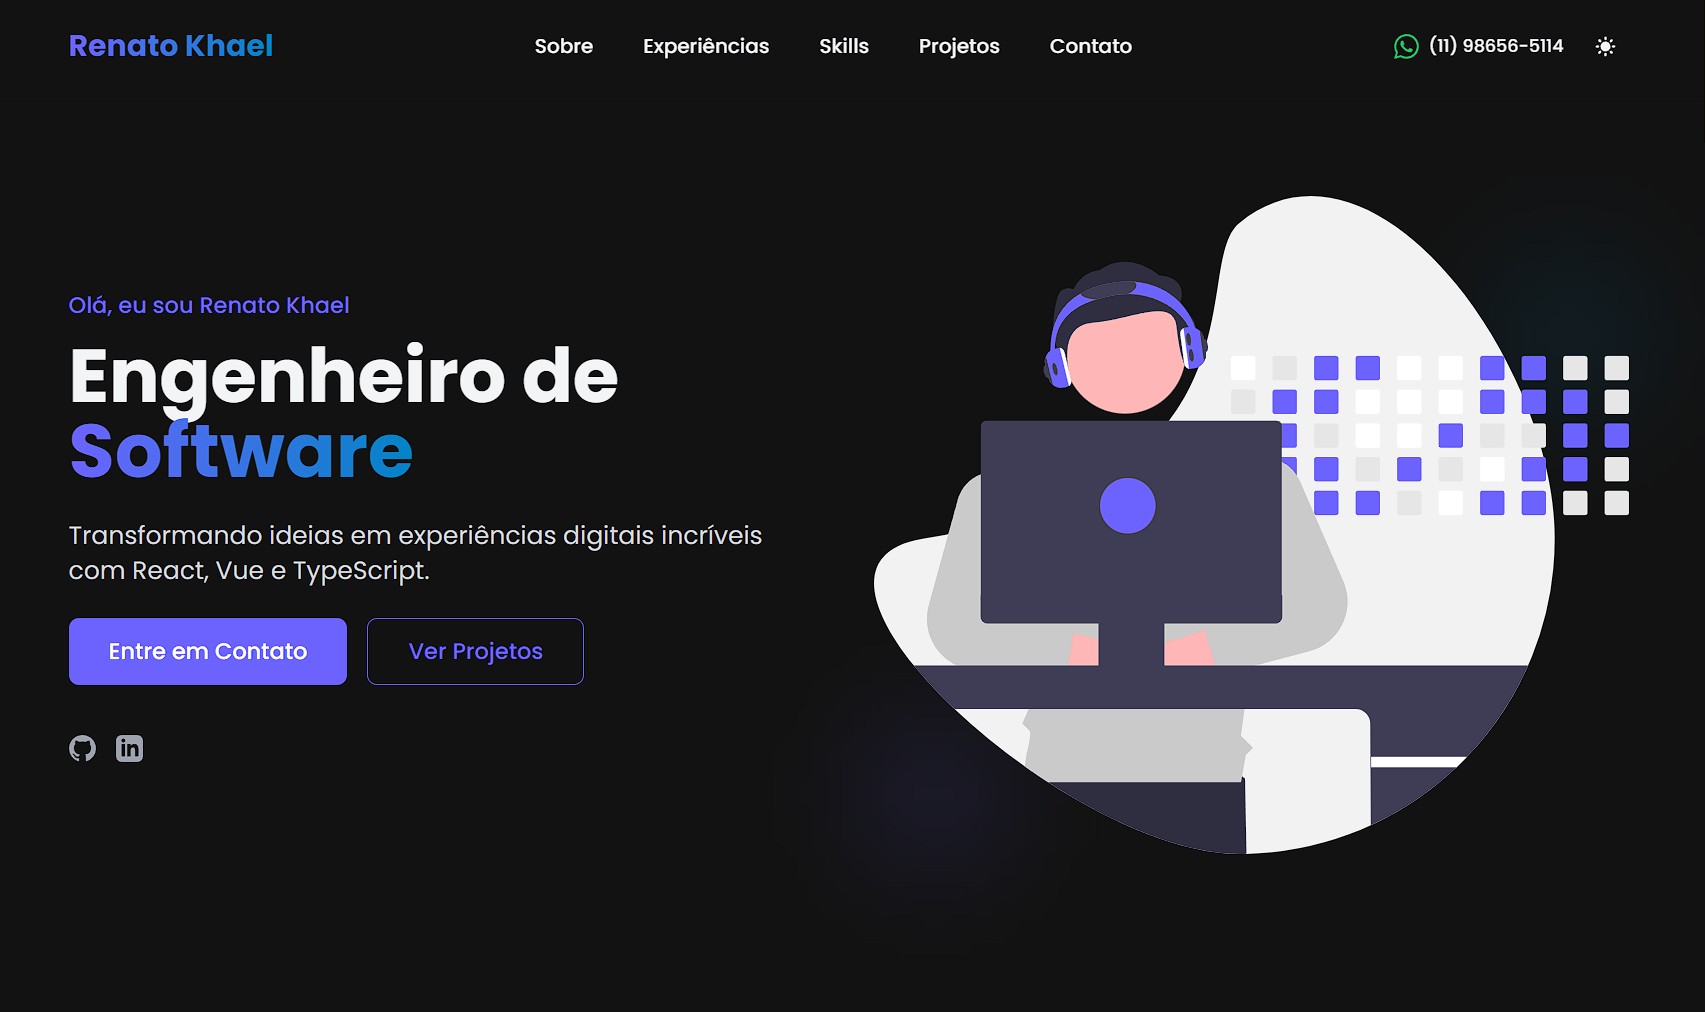 Renato Khael
Sobre
Experiências
Skills
Projetos
Contato
(11) 98656-5114
Olá, eu sou Renato Khael
Engenheiro de
Software
Transformando ideias em experiências digitais incríveis
com React, Vue e TypeScript.
Entre em Contato
Ver Projetos
in